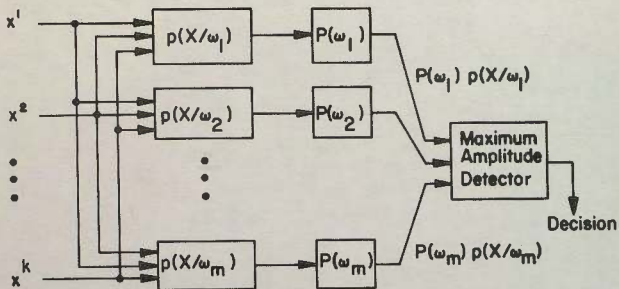 x¹
p(X/ω₁)
P(ω₁)
P(ω₁) p(X/ω₁)
x²
p(X/ω₂)
P(ω₂)
Maximum
Amplitude
Detector
Decision
xᵏ
p(X/ωₘ)
P(ωₘ)
P(ωₘ) p(X/ωₘ)